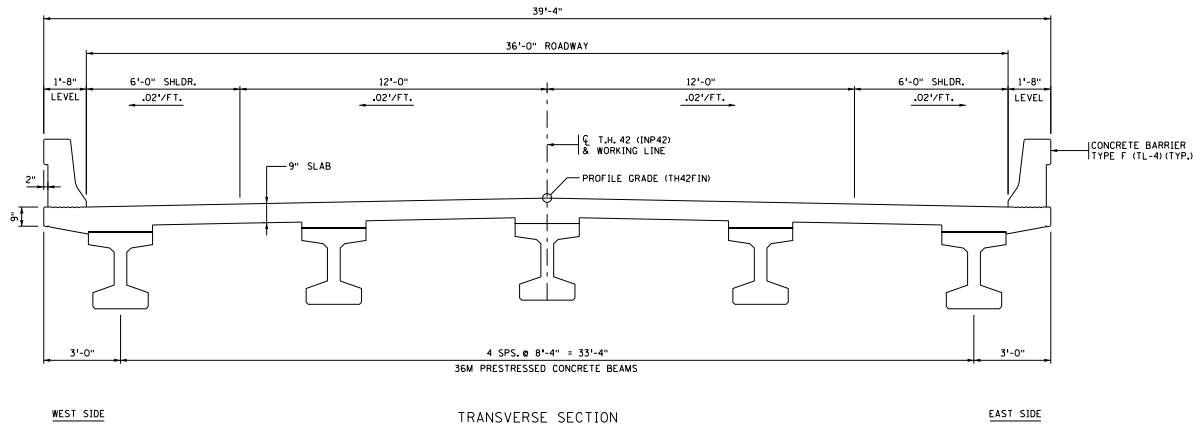 39'-4"
36'-0" ROADWAY
1'-8"
6'-0" SHLDR.
12'-0"
12'-0"
6'-0" SHLDR.
1'-8"
LEVEL
.02'/FT.
.02'/FT.
.02'/FT.
.02'/FT.
LEVEL
℄ T.H. 42 (INP42)
& WORKING LINE
CONCRETE BARRIER
TYPE F (TL-4) (TYP.)
9" SLAB
PROFILE GRADE (TH42FIN)
2"
9"
3'-0"
4 SPS. @ 8'-4" = 33'-4"
3'-0"
36M PRESTRESSED CONCRETE BEAMS
WEST SIDE
TRANSVERSE SECTION
EAST SIDE